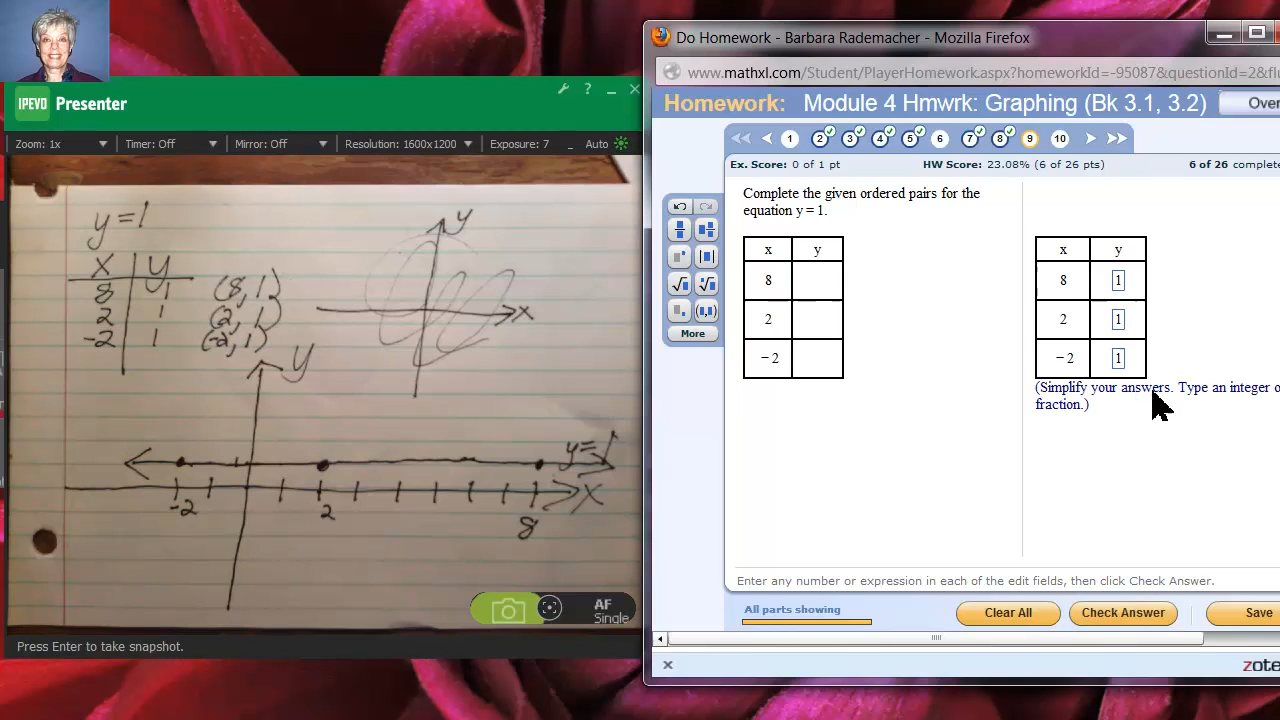 IPEVO Presenter
Zoom: 1x Timer: Off Mirror: Off Resolution: 1600x1200 Exposure: 7 Auto
y=1
x y
8 1 (8,1)
2 1 (2,1)
-2 1 (-2,1)
y
x
y
y=1
x
-2 2 8
AF
Single
Press Enter to take snapshot.
Do Homework - Barbara Rademacher - Mozilla Firefox
www.mathxl.com/Student/PlayerHomework.aspx?homeworkId=-95087&questionId=2&flu
Homework: Module 4 Hmwrk: Graphing (Bk 3.1, 3.2) Over
1 2 3 4 5 6 7 8 9 10
Ex. Score: 0 of 1 pt HW Score: 23.08% (6 of 26 pts) 6 of 26 complete
Complete the given ordered pairs for the
equation y = 1.
x y
8
2
−2
x y
8 1
2 1
−2 1
(Simplify your answers. Type an integer o
fraction.)
More
Enter any number or expression in each of the edit fields, then click Check Answer.
All parts showing Clear All Check Answer Save
x zote